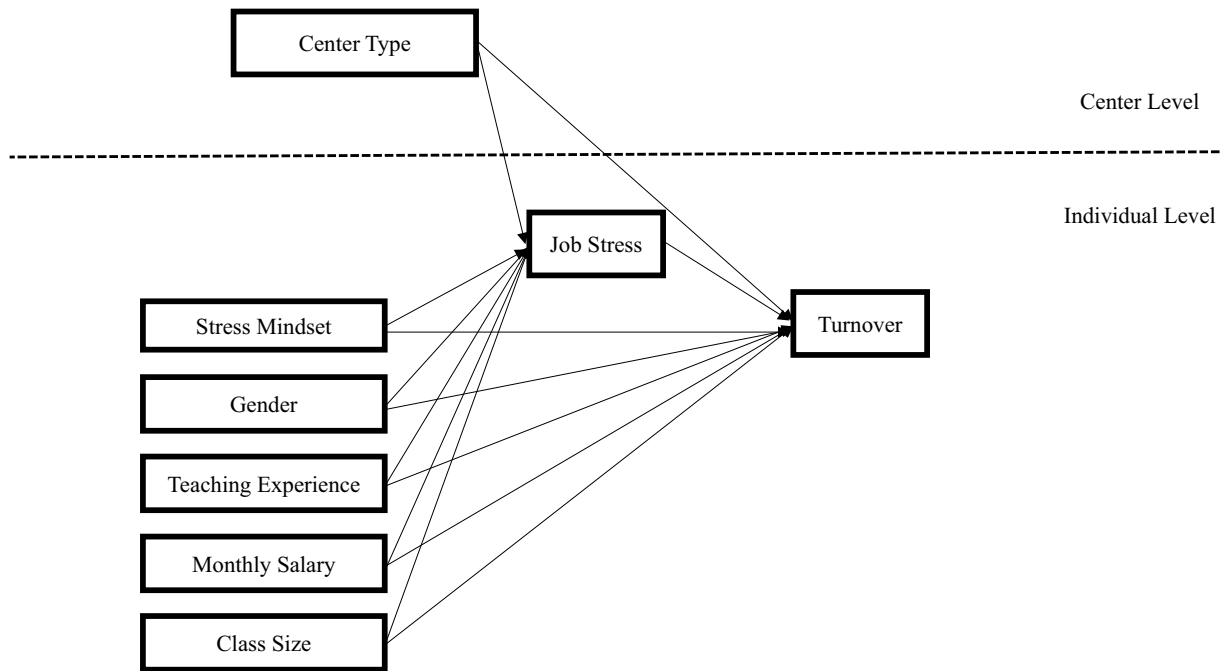 Center Type
Center Level
Individual Level
Job Stress
Stress Mindset
Turnover
Gender
Teaching Experience
Monthly Salary
Class Size